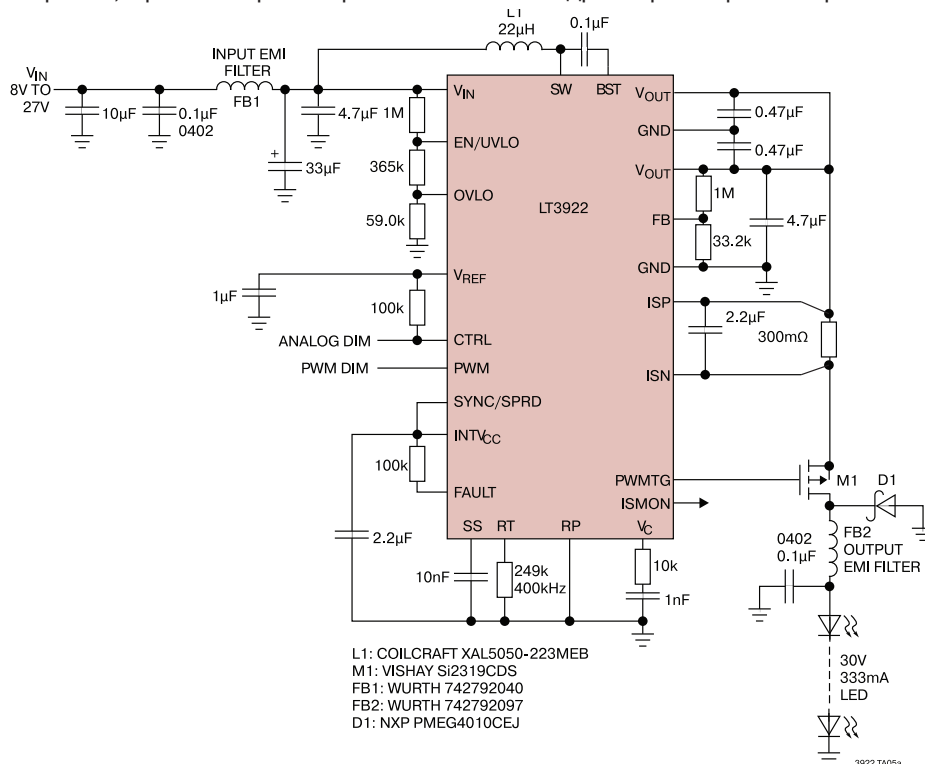 L1
22µH
0.1µF
INPUT EMI
FILTER
FB1
VIN
8V TO
27V
10µF
0.1µF
0402
33µF
+
4.7µF
1M
365k
59.0k
VIN
EN/UVLO
OVLO
SW
BST
VOUT
GND
VOUT
0.47µF
0.47µF
LT3922
FB
GND
1M
33.2k
4.7µF
VREF
1µF
100k
ANALOG DIM
CTRL
PWM DIM
PWM
ISP
ISN
2.2µF
300mΩ
SYNC/SPRD
INTVCC
100k
FAULT
2.2µF
PWMTG
ISMON
M1
D1
SS
RT
RP
VC
10nF
249k
400kHz
10k
1nF
FB2
OUTPUT
EMI FILTER
0402
0.1µF
30V
333mA
LED
L1: COILCRAFT XAL5050-223MEB
M1: VISHAY Si2319CDS
FB1: WURTH 742792040
FB2: WURTH 742792097
D1: NXP PMEG4010CEJ
3922 TA05a